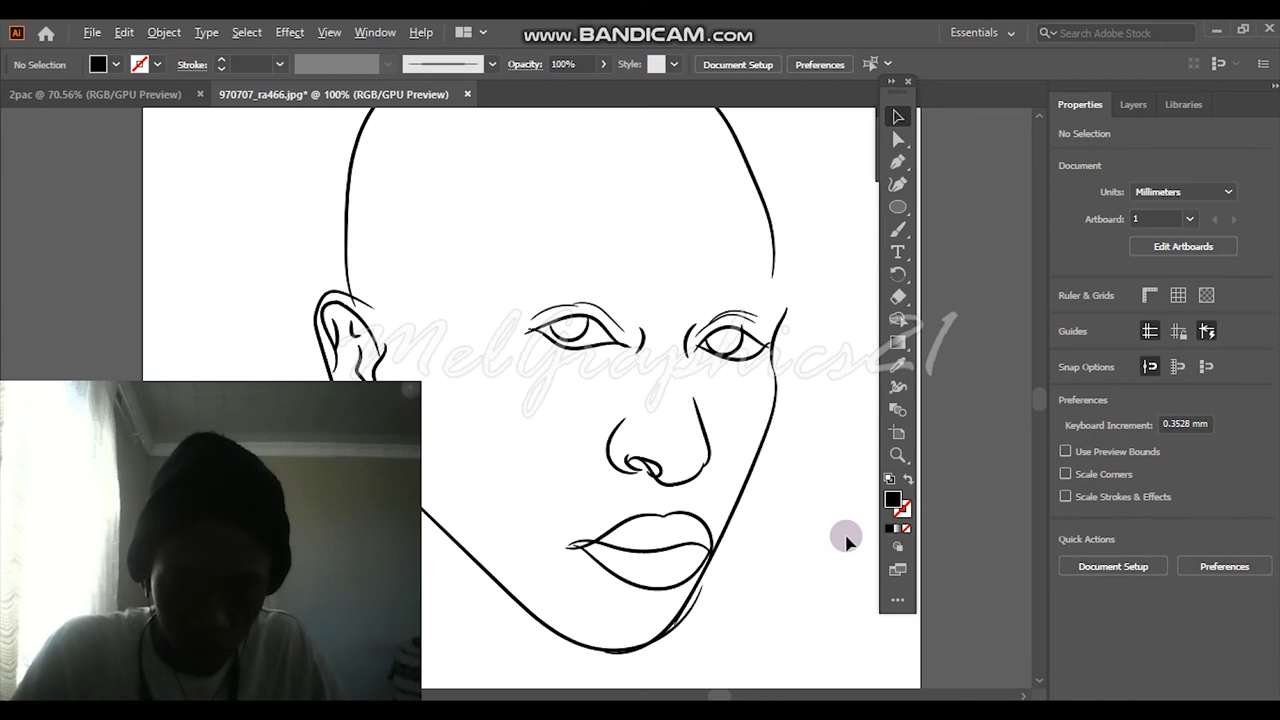 www.BANDICAM.com
Ai File Edit Object Type Select Effect View Window Help Essentials Search Adobe Stock
No Selection Stroke: Opacity: 100% Style: Document Setup Preferences
2pac @ 70.56% (RGB/GPU Preview) × 970707_ra466.jpg* @ 100% (RGB/GPU Preview) ×
Properties Layers Libraries
No Selection
Document
Units: Millimeters
Artboard: 1
Edit Artboards
Ruler & Grids
Guides
Snap Options
Preferences
Keyboard Increment: 0.3528 mm
Use Preview Bounds
Scale Corners
Scale Strokes & Effects
Quick Actions
Document Setup Preferences
MelGraphics21